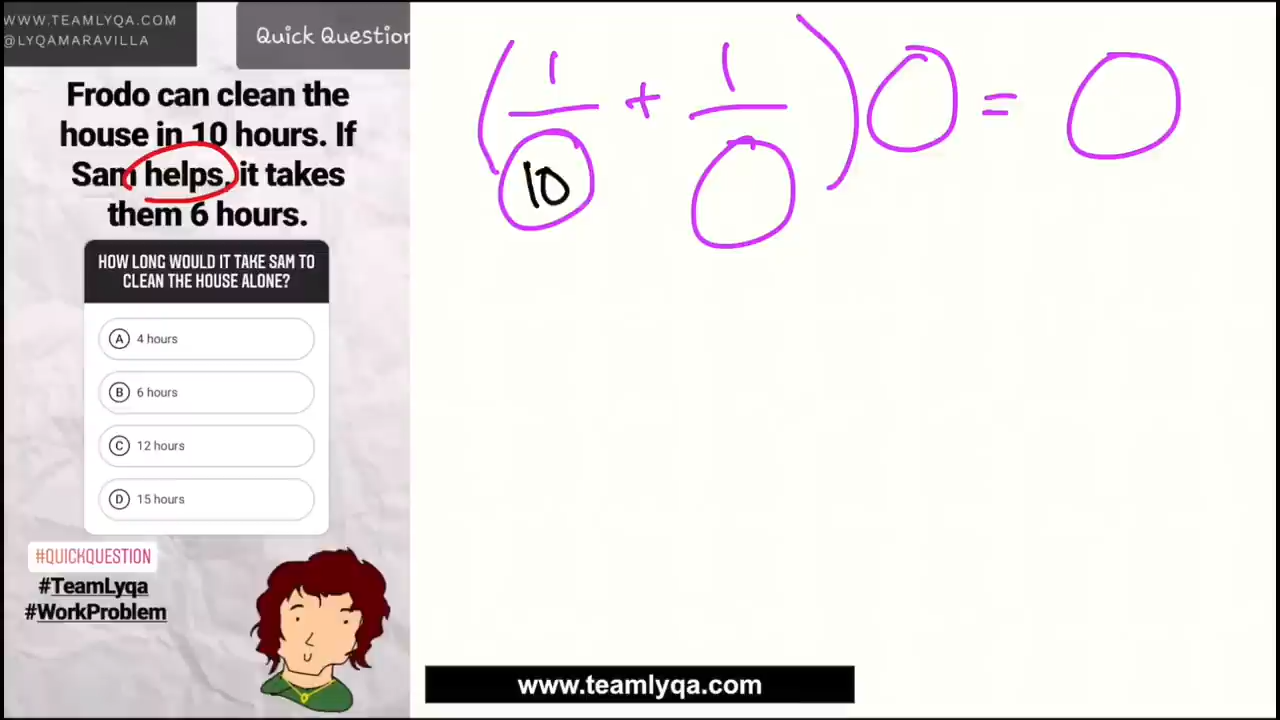 WWW.TEAMLYQA.COM
@LYQAMARAVILLA
Quick Question
Frodo can clean the
house in 10 hours. If
Sam helps, it takes
them 6 hours.
HOW LONG WOULD IT TAKE SAM TO
CLEAN THE HOUSE ALONE?
A 4 hours
B 6 hours
C 12 hours
D 15 hours
#QUICKQUESTION
#TeamLyqa
#WorkProblem
( 1/10 + 1/○ ) ○ = ○
www.teamlyqa.com